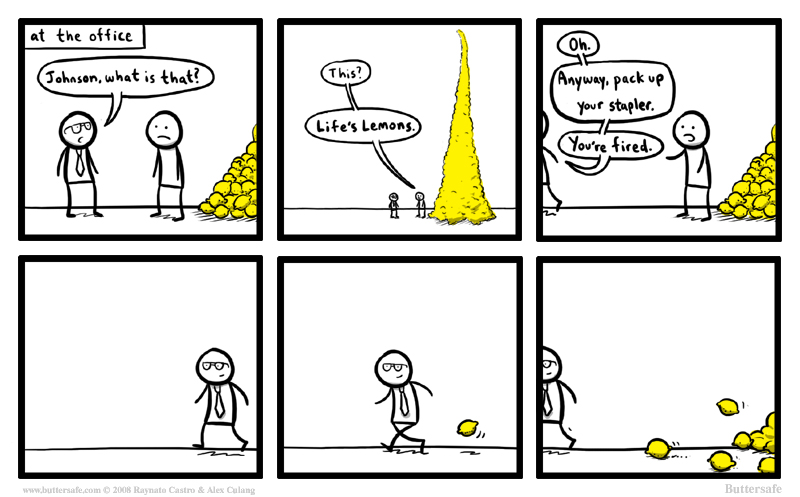 at the office
Johnson, what is that?
This?
Life's Lemons.
Oh.
Anyway, pack up
your stapler.
You're fired.
www.buttersafe.com © 2008 Raynato Castro & Alex Culang
Buttersafe